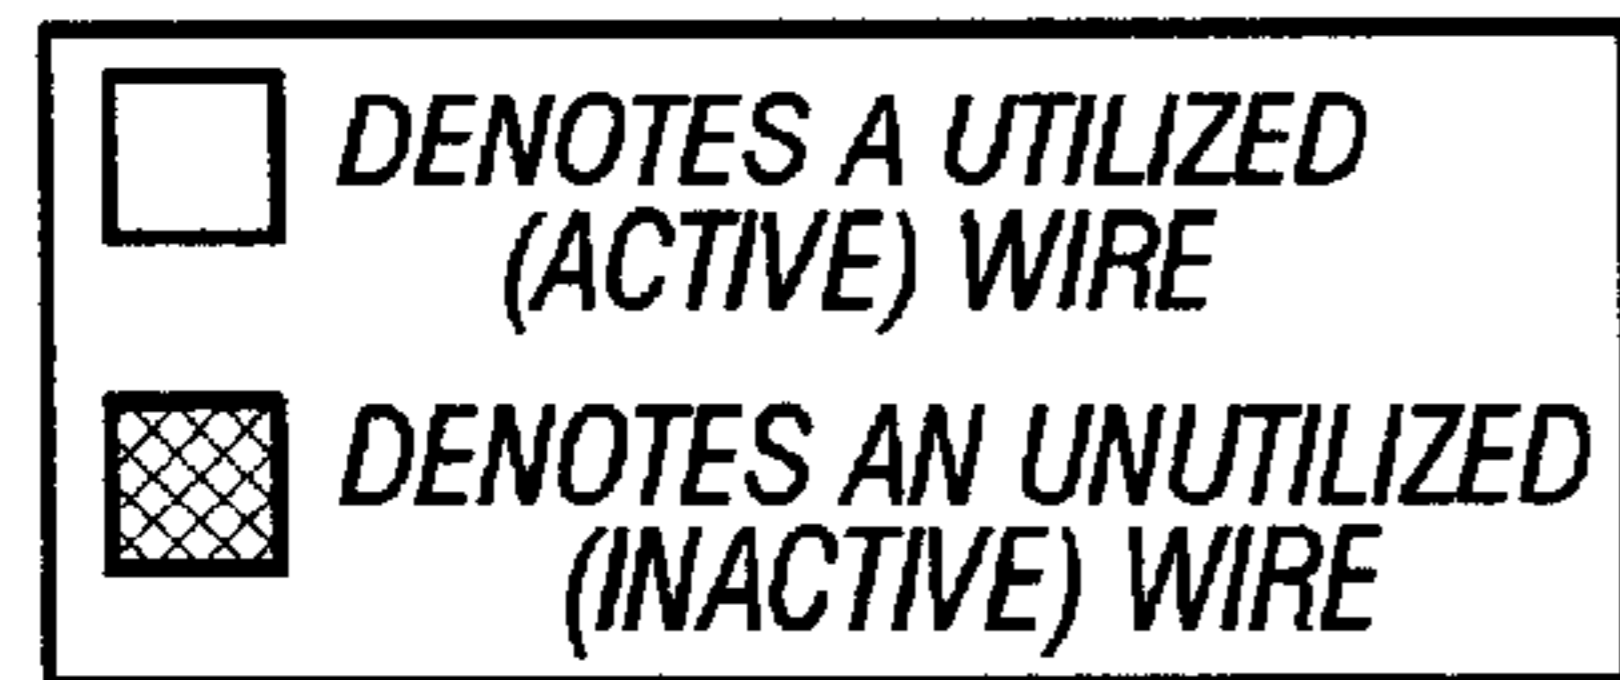 DENOTES A UTILIZED
(ACTIVE) WIRE
DENOTES AN UNUTILIZED
(INACTIVE) WIRE